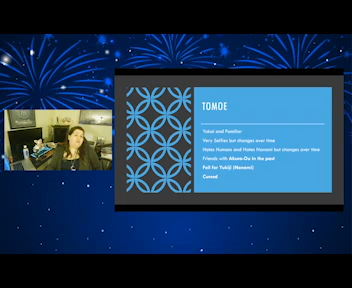 TOMOE
Yokai and Familiar
Very Selfies but changes over time
Hates Humans and Hates Nanami but changes over time
Friends with Akura-Ou in the past
Fell for Yukiji (Nanami)
Cursed